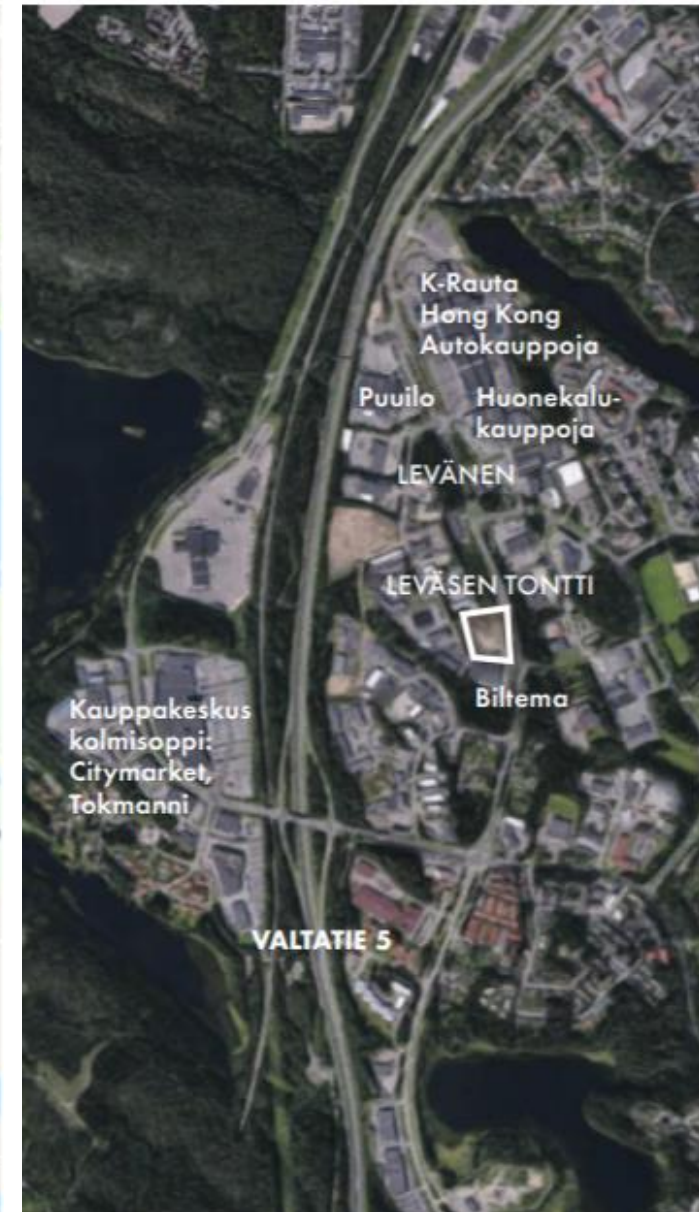 K-Rauta
Hong Kong
Autokauppoja
Puuilo
Huonekalu-
kauppoja
LEVÄNEN
LEVÄSEN TONTTI
Biltema
Kauppakeskus
kolmisoppi:
Citymarket,
Tokmanni
VALTATIE 5